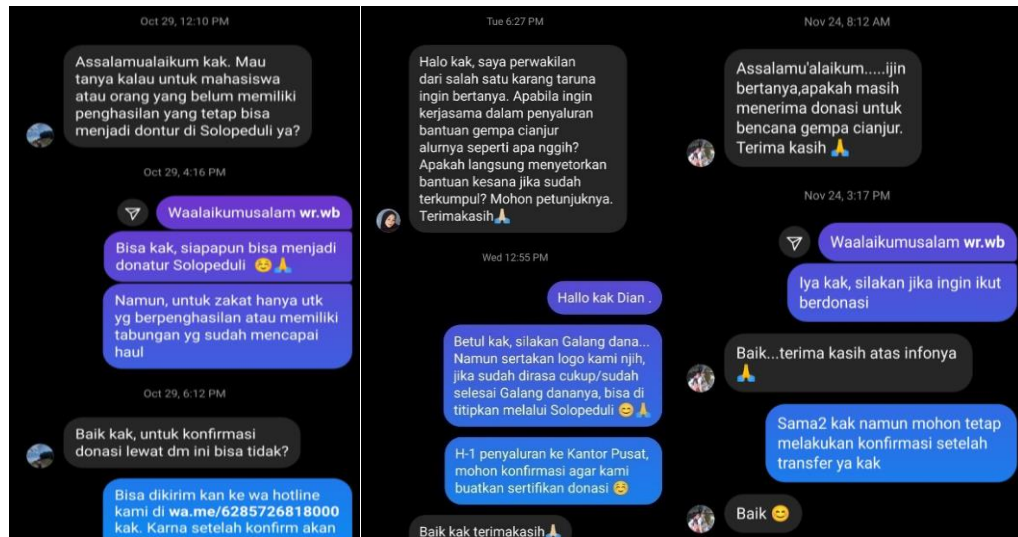 Oct 29, 12:10 PM
Assalamualaikum kak. Mau
tanya kalau untuk mahasiswa
atau orang yang belum memiliki
penghasilan yang tetap bisa
menjadi dontur di Solopeduli ya?
Oct 29, 4:16 PM
Waalaikumusalam wr.wb
Bisa kak, siapapun bisa menjadi
donatur Solopeduli ☺️🙏
Namun, untuk zakat hanya utk
yg berpenghasilan atau memiliki
tabungan yg sudah mencapai
haul
Oct 29, 6:12 PM
Baik kak, untuk konfirmasi
donasi lewat dm ini bisa tidak?
Bisa dikirim kan ke wa hotline
kami di wa.me/6285726818000
kak. Karna setelah konfirm akan
Tue 6:27 PM
Halo kak, saya perwakilan
dari salah satu karang taruna
ingin bertanya. Apabila ingin
kerjasama dalam penyaluran
bantuan gempa cianjur
alurnya seperti apa nggih?
Apakah langsung menyetorkan
bantuan kesana jika sudah
terkumpul? Mohon petunjuknya.
Terimakasih🙏🏻
Wed 12:55 PM
Hallo kak Dian .
Betul kak, silakan Galang dana...
Namun sertakan logo kami njih,
jika sudah dirasa cukup/sudah
selesai Galang dananya, bisa di
titipkan melalui Solopeduli 😊🙏
H-1 penyaluran ke Kantor Pusat,
mohon konfirmasi agar kami
buatkan sertifikan donasi ☺️
Baik kak terimakasih🙏🏻
Nov 24, 8:12 AM
Assalamu'alaikum.....ijin
bertanya,apakah masih
menerima donasi untuk
bencana gempa cianjur.
Terima kasih 🙏
Nov 24, 3:17 PM
Waalaikumusalam wr.wb
Iya kak, silakan jika ingin ikut
berdonasi
Baik...terima kasih atas infonya
🙏
Sama2 kak namun mohon tetap
melakukan konfirmasi setelah
transfer ya kak
Baik 😊